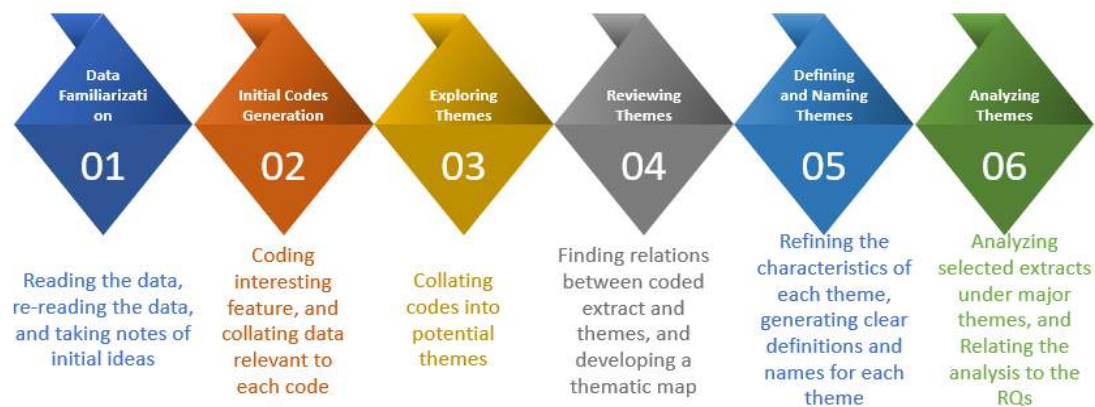 Data
Familiarizati
on
01
Reading the data,
re-reading the data,
and taking notes of
initial ideas
Initial Codes
Generation
02
Coding
interesting
feature, and
collating data
relevant to
each code
Exploring
Themes
03
Collating
codes into
potential
themes
Reviewing
Themes
04
Finding relations
between coded
extract and
themes, and
developing a
thematic map
Defining
and Naming
Themes
05
Refining the
characteristics of
each theme,
generating clear
definitions and
names for each
theme
Analyzing
Themes
06
Analyzing
selected extracts
under major
themes, and
Relating the
analysis to the
RQs